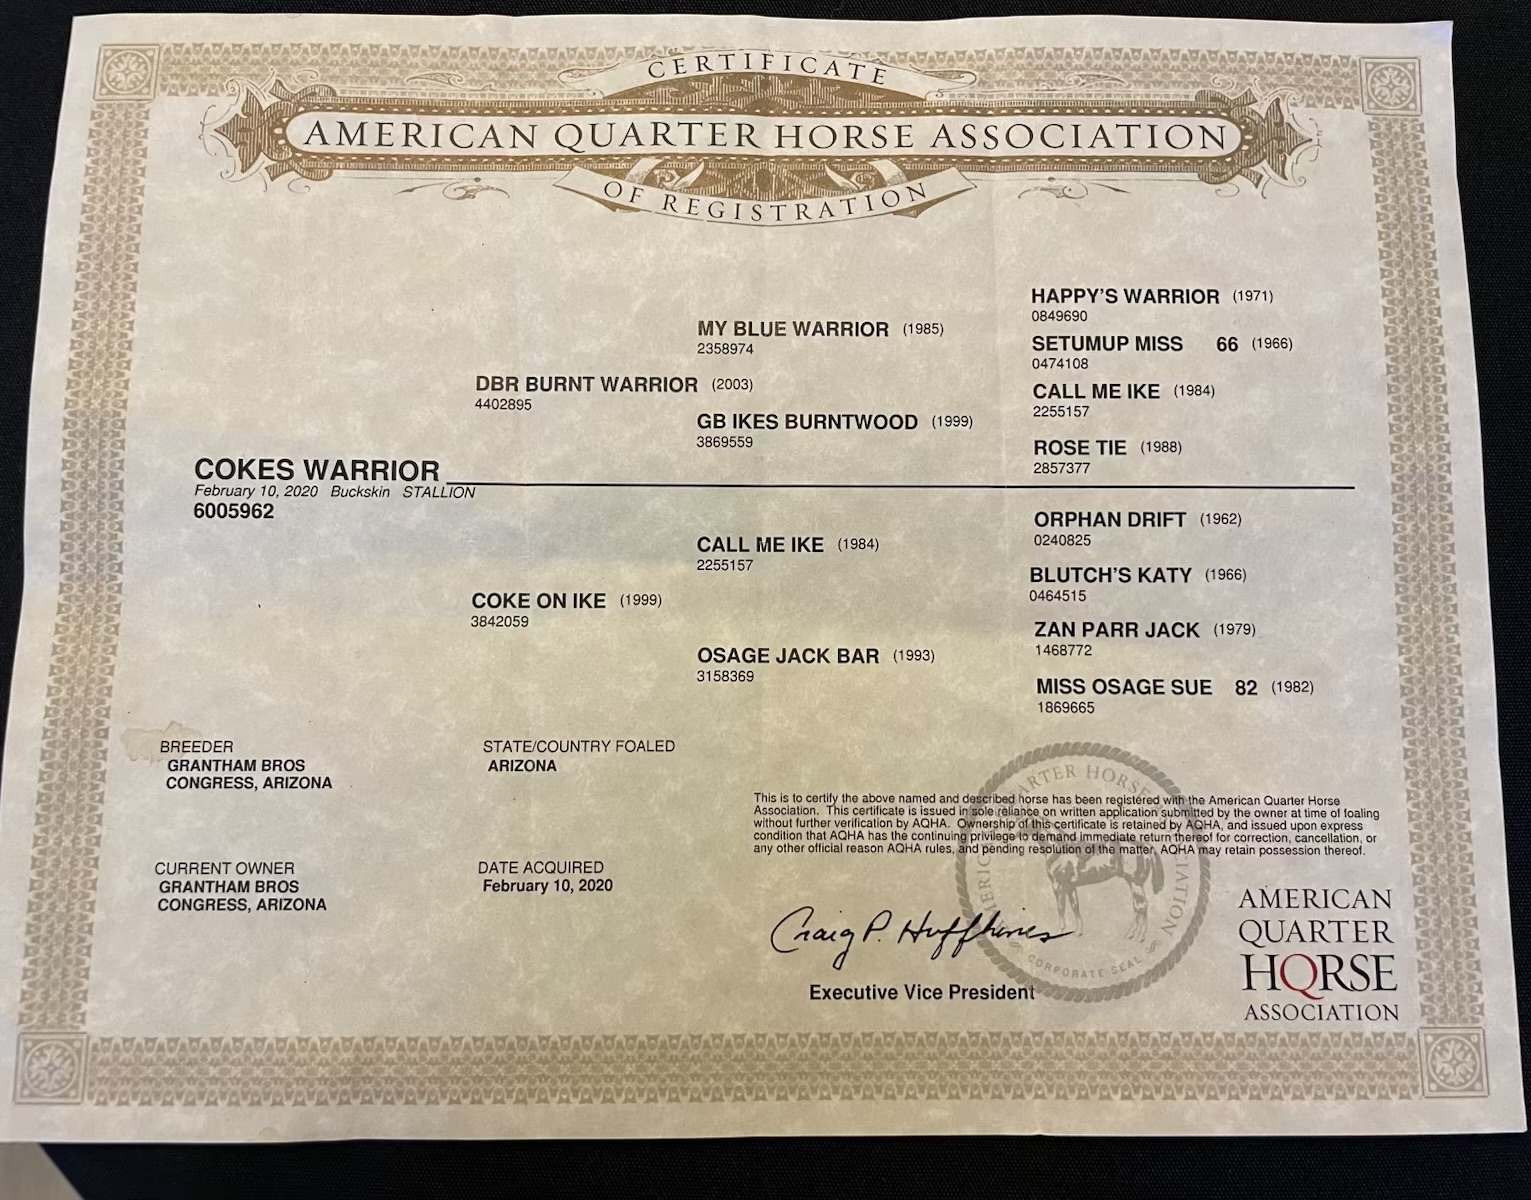 CERTIFICATE
AMERICAN QUARTER HORSE ASSOCIATION
OF REGISTRATION
HAPPY'S WARRIOR (1971)
0849690
MY BLUE WARRIOR (1985)
2358974
SETUMUP MISS 66 (1966)
0474108
DBR BURNT WARRIOR (2003)
4402895
CALL ME IKE (1984)
2255157
GB IKES BURNTWOOD (1999)
3869559
ROSE TIE (1988)
2857377
COKES WARRIOR
February 10, 2020 Buckskin STALLION
6005962
ORPHAN DRIFT (1962)
0240825
CALL ME IKE (1984)
2255157
BLUTCH'S KATY (1966)
0464515
COKE ON IKE (1999)
3842059
ZAN PARR JACK (1979)
1468772
OSAGE JACK BAR (1993)
3158369
MISS OSAGE SUE 82 (1982)
1869665
BREEDER
GRANTHAM BROS
CONGRESS, ARIZONA
STATE/COUNTRY FOALED
ARIZONA
This is to certify the above named and described horse has been registered with the American Quarter Horse
Association. This certificate is issued in sole reliance on written application submitted by the owner at time of foaling
without further verification by AQHA. Ownership of this certificate is retained by AQHA, and issued upon express
condition that AQHA has the continuing privilege to demand immediate return thereof for correction, cancellation, or
any other official reason AQHA rules, and pending resolution of the matter, AQHA may retain possession thereof.
CURRENT OWNER
GRANTHAM BROS
CONGRESS, ARIZONA
DATE ACQUIRED
February 10, 2020
Craig P. Huffhines
Executive Vice President
QUARTER HORSE
CORPORATE SEAL
AMERICAN
QUARTER
HORSE
ASSOCIATION